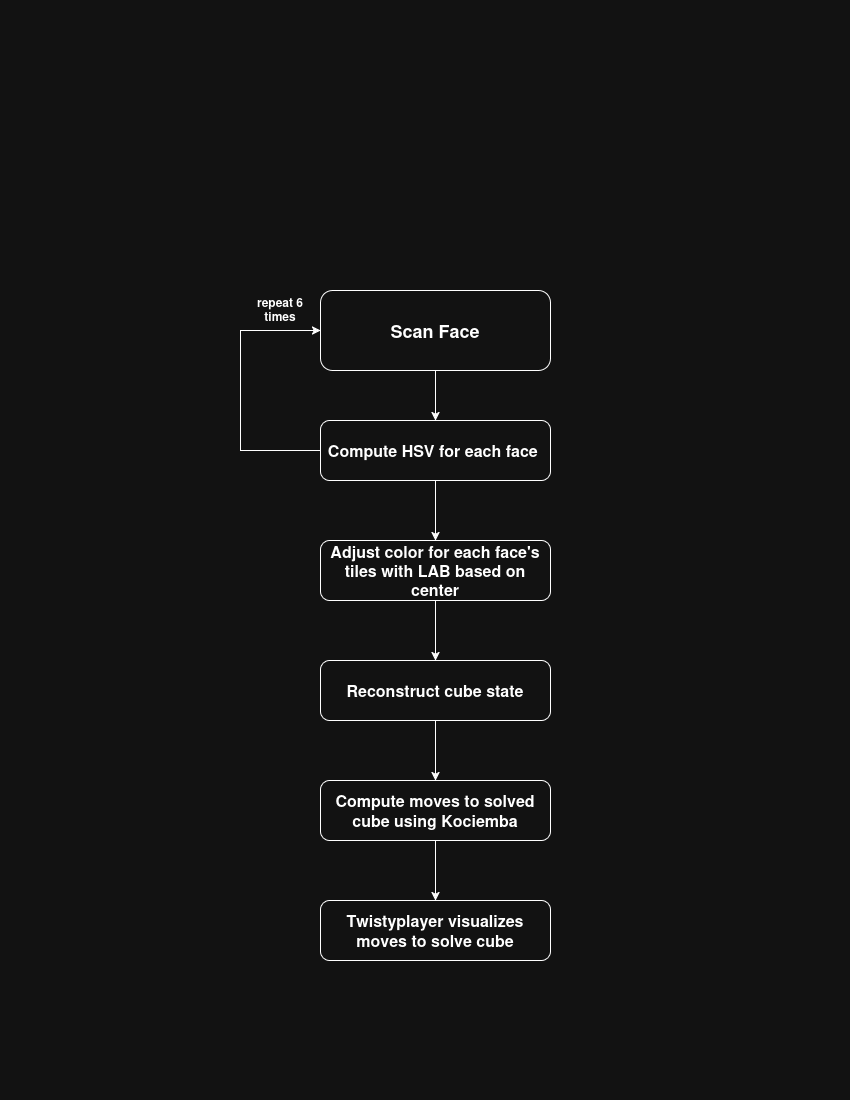 repeat 6
times
Scan Face
Compute HSV for each face
Adjust color for each face's
tiles with LAB based on
center
Reconstruct cube state
Compute moves to solved
cube using Kociemba
Twistyplayer visualizes
moves to solve cube